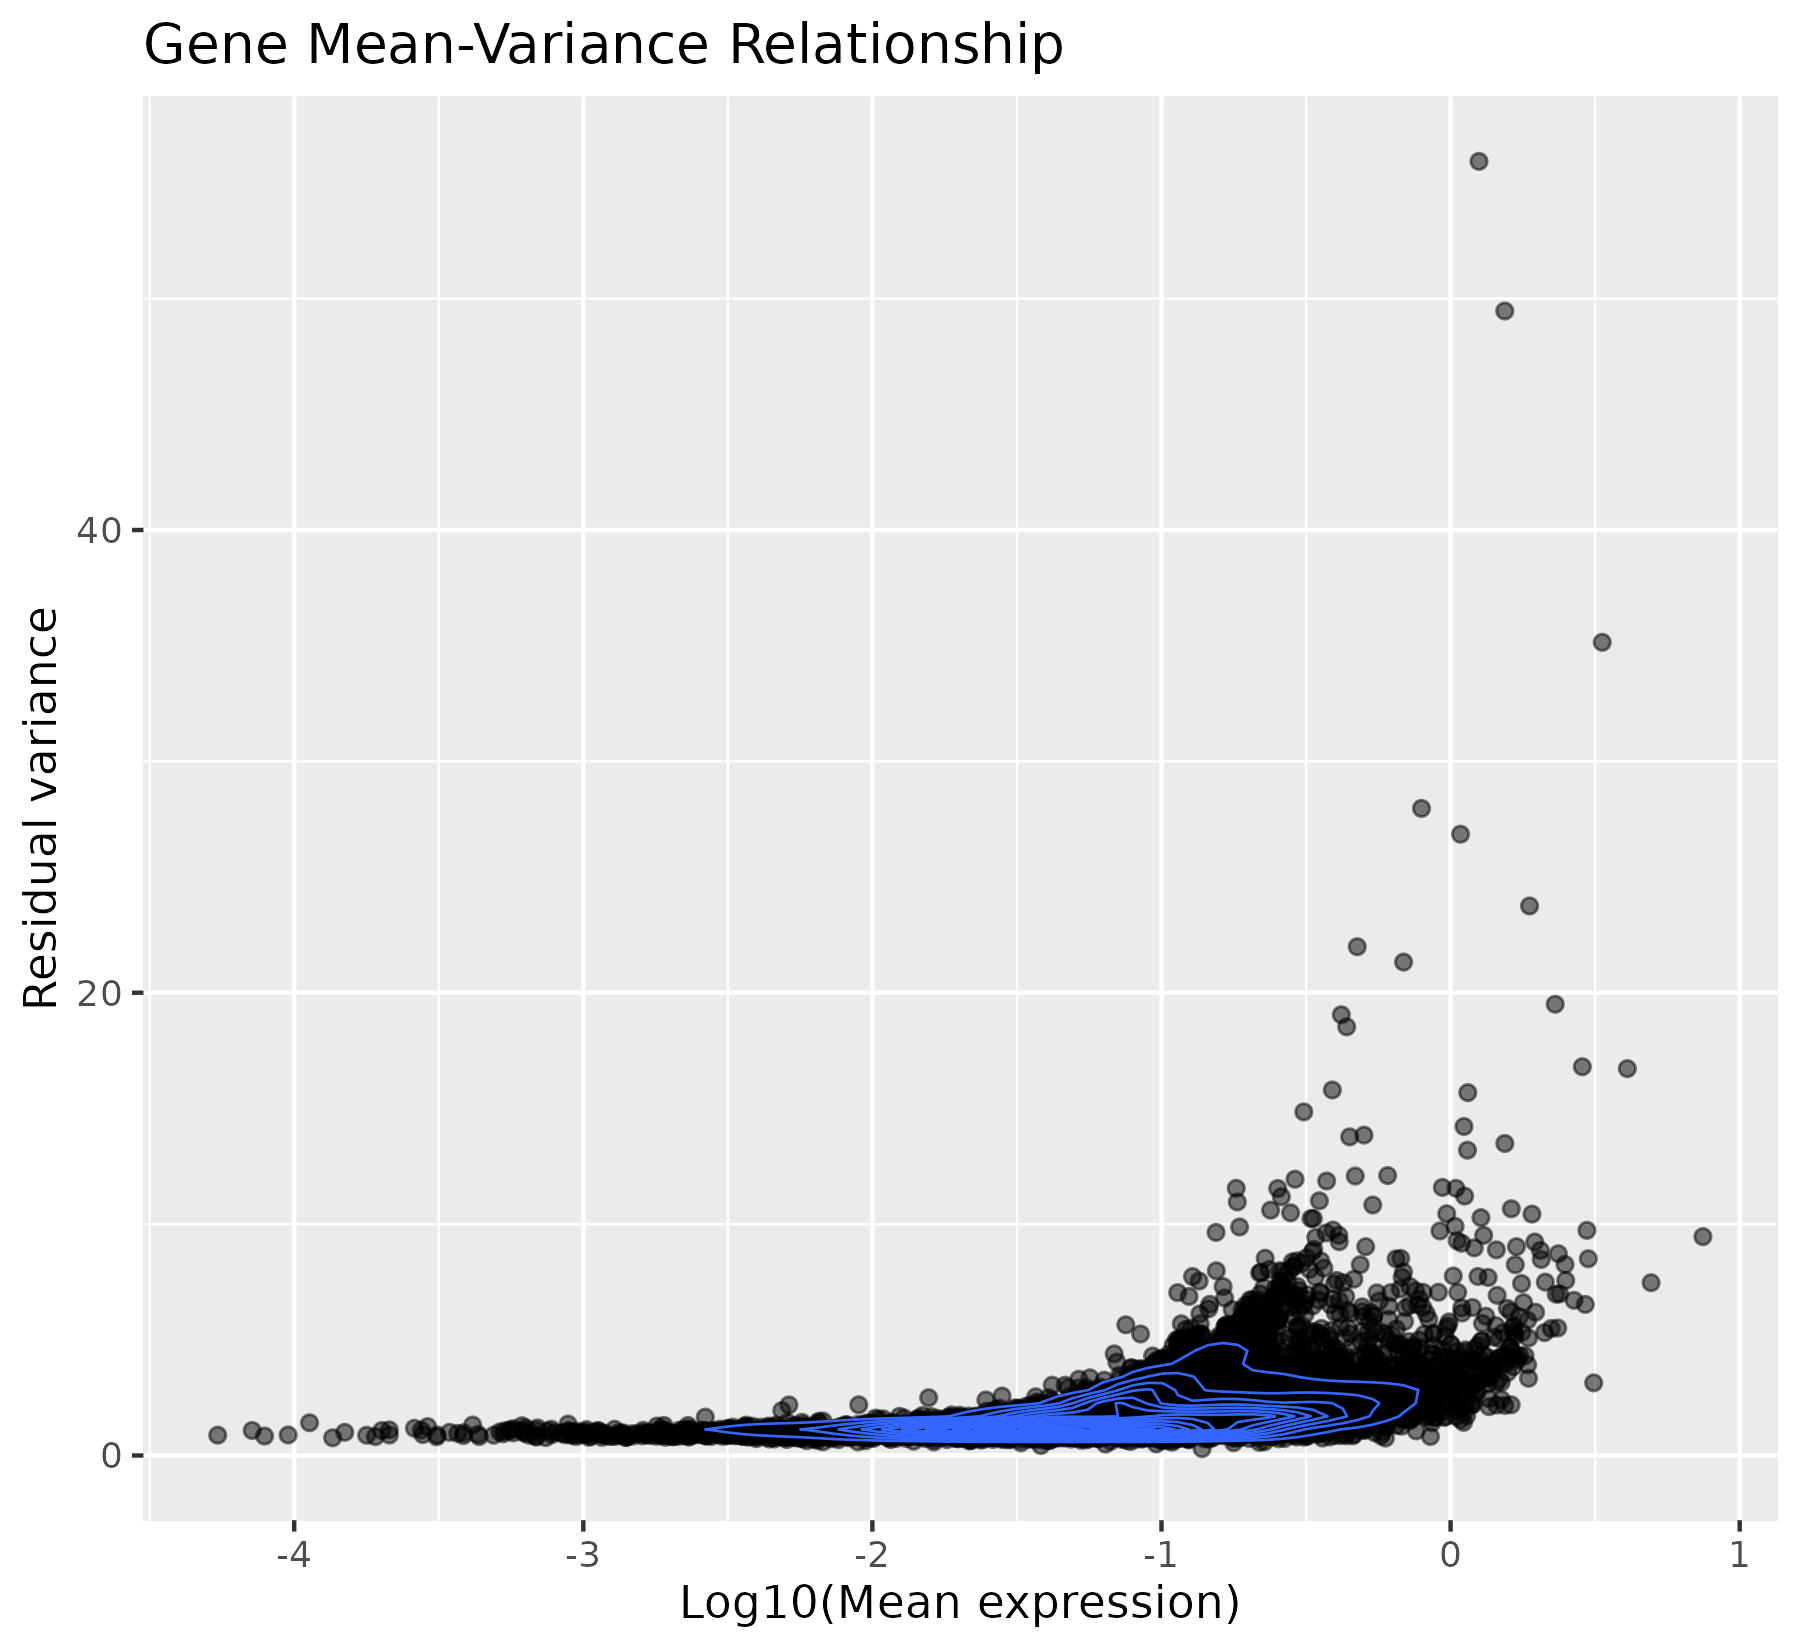 Gene Mean-Variance Relationship
Residual variance
40
20
0
-4 -3 -2 -1 0 1
Log10(Mean expression)